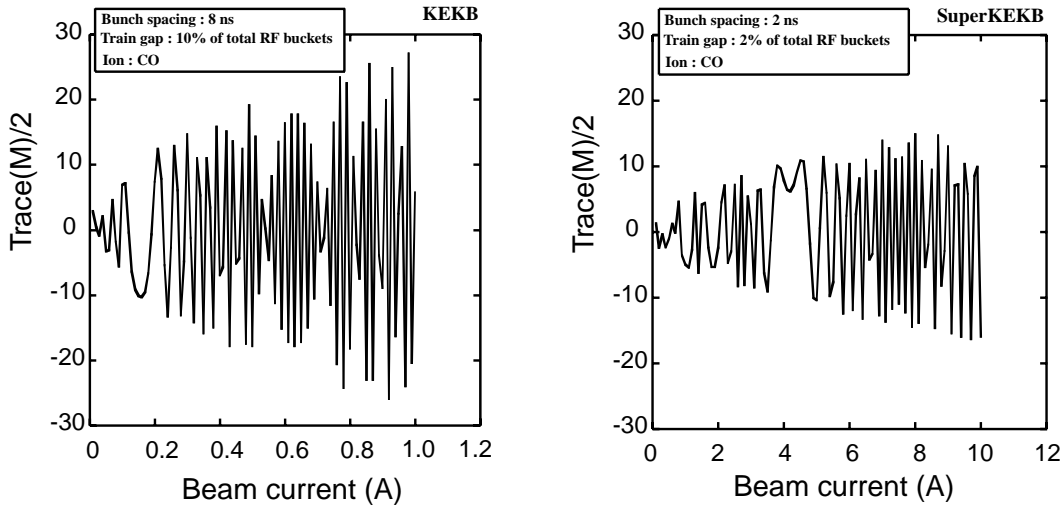 KEKB
Bunch spacing : 8 ns
Train gap : 10% of total RF buckets
Ion : CO
30
20
10
0
-10
-20
-30
Trace(M)/2
0 0.2 0.4 0.6 0.8 1.0 1.2
Beam current (A)
SuperKEKB
Bunch spacing : 2 ns
Train gap : 2% of total RF buckets
Ion : CO
30
20
10
0
-10
-20
-30
Trace(M)/2
0 2 4 6 8 10 12
Beam current (A)